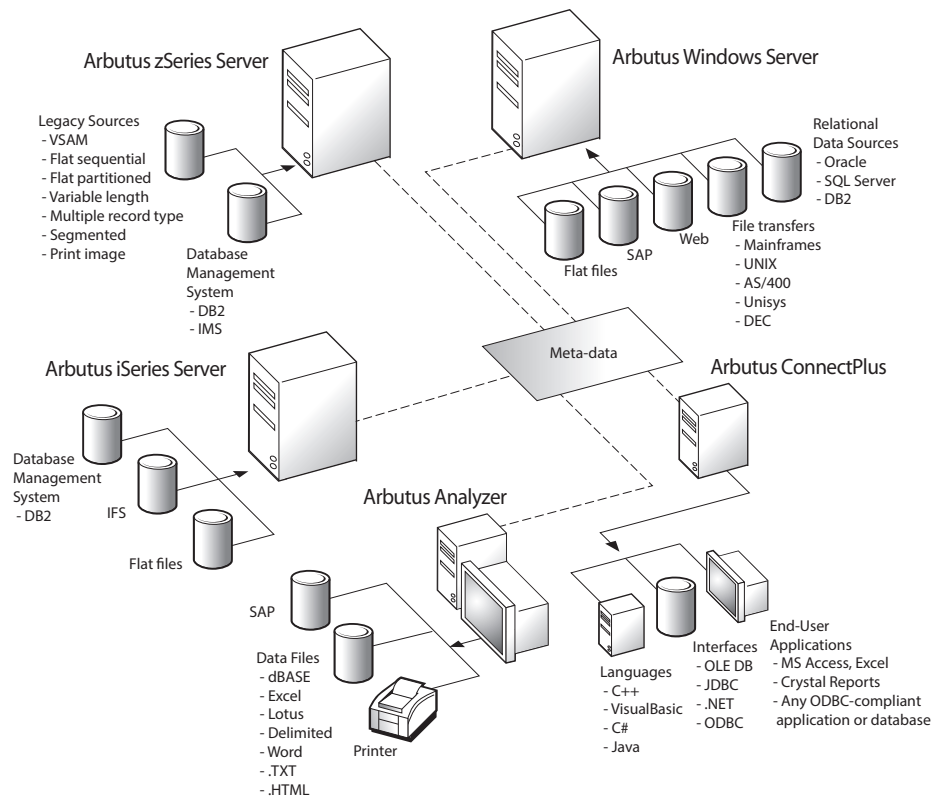 Arbutus zSeries Server
Legacy Sources
- VSAM
- Flat sequential
- Flat partitioned
- Variable length
- Multiple record type
- Segmented
- Print image
Database
Management
System
- DB2
- IMS
Arbutus Windows Server
Relational
Data Sources
- Oracle
- SQL Server
- DB2
Flat files
SAP
Web
File transfers
- Mainframes
- UNIX
- AS/400
- Unisys
- DEC
Meta-data
Arbutus iSeries Server
Database
Management
System
- DB2
IFS
Flat files
Arbutus ConnectPlus
Arbutus Analyzer
SAP
Data Files
- dBASE
- Excel
- Lotus
- Delimited
- Word
- .TXT
- .HTML
Printer
Languages
- C++
- VisualBasic
- C#
- Java
Interfaces
- OLE DB
- JDBC
- .NET
- ODBC
End-User
Applications
- MS Access, Excel
- Crystal Reports
- Any ODBC-compliant
application or database